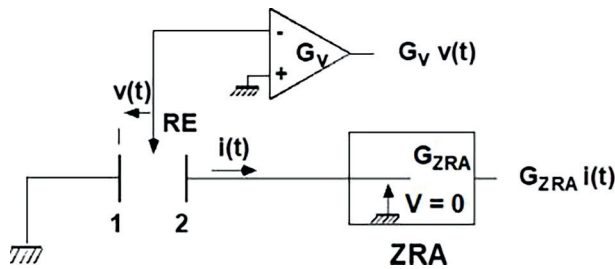 -
G_V
+
G_V v(t)
v(t)
RE
i(t)
G_ZRA
V = 0
G_ZRA i(t)
1
2
ZRA